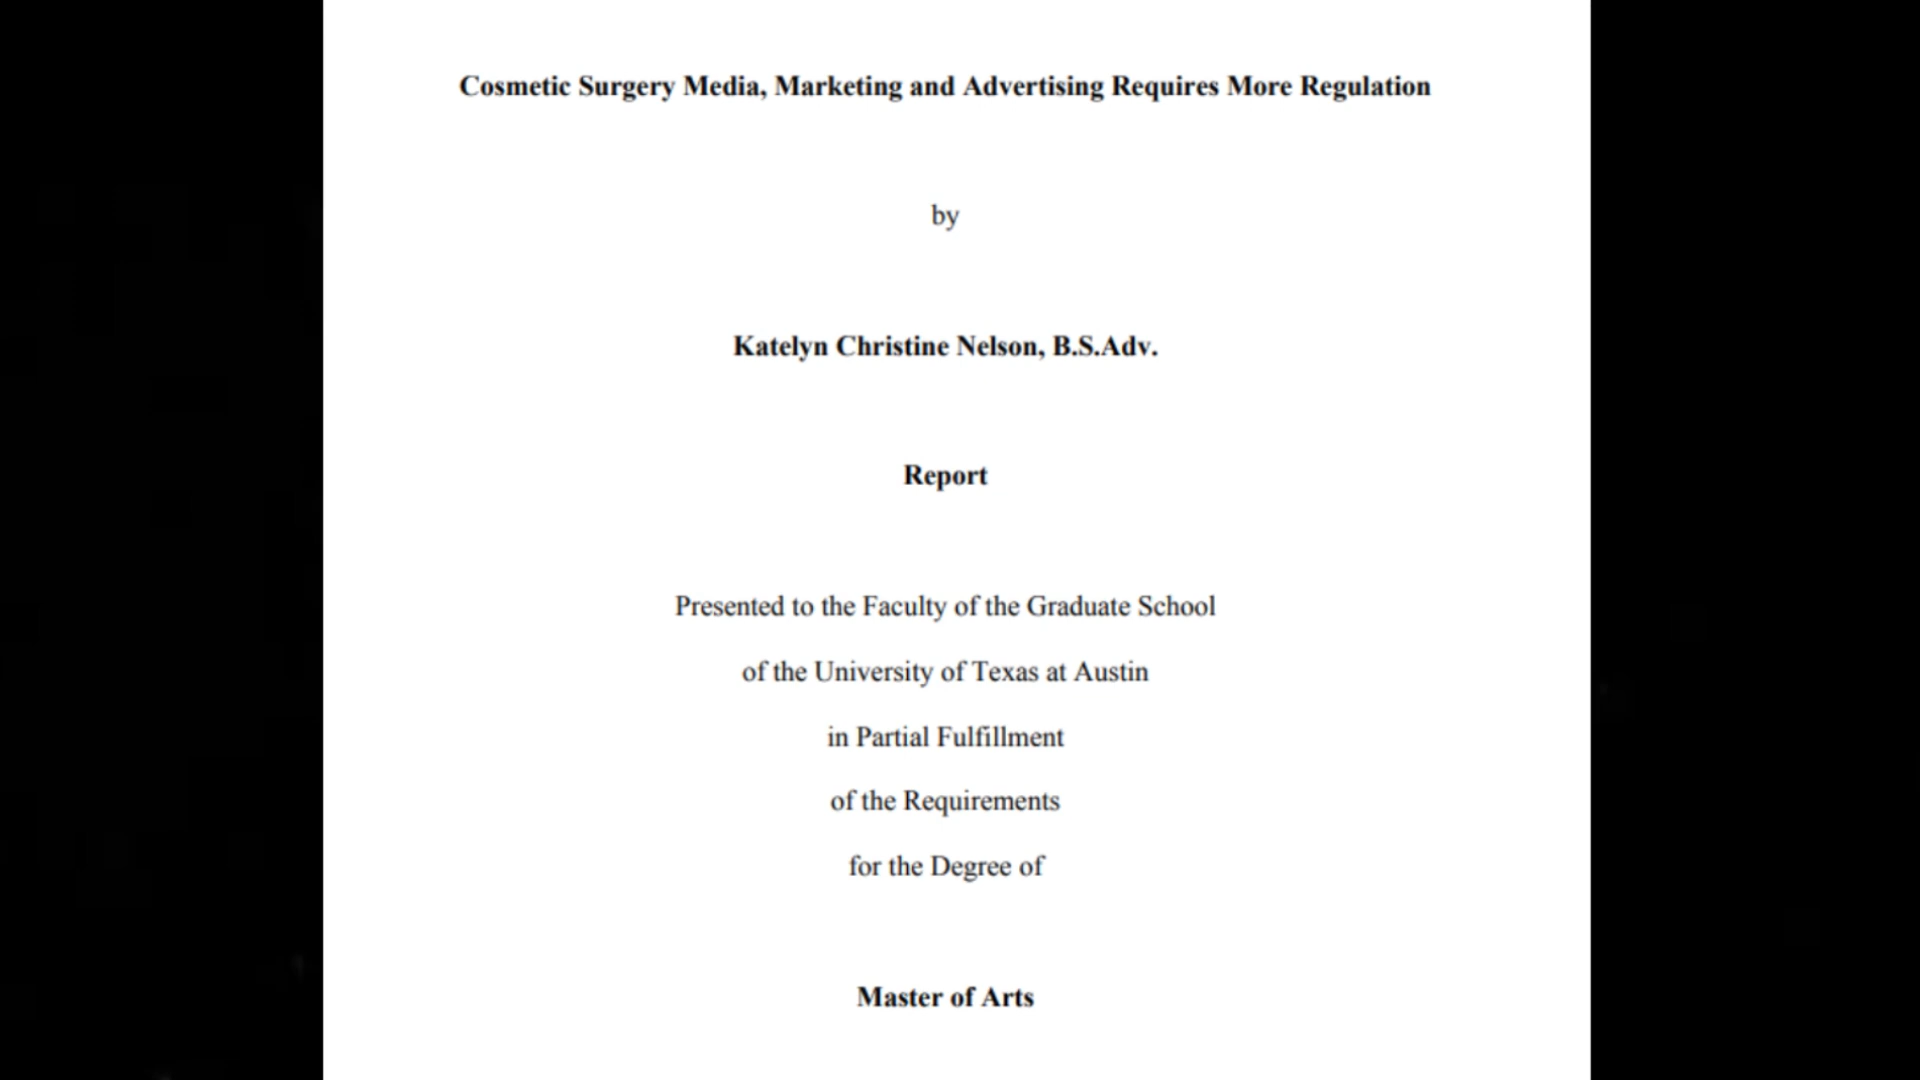 Cosmetic Surgery Media, Marketing and Advertising Requires More Regulation
by
Katelyn Christine Nelson, B.S.Adv.
Report
Presented to the Faculty of the Graduate School
of the University of Texas at Austin
in Partial Fulfillment
of the Requirements
for the Degree of
Master of Arts